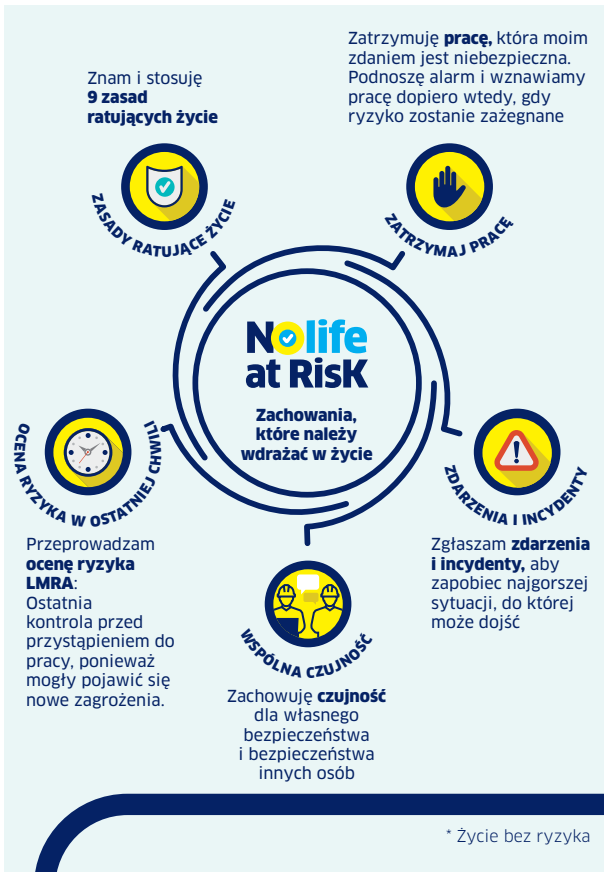 Znam i stosuję
9 zasad
ratujących życie
ZASADY RATUJĄCE ŻYCIE
Zatrzymuję pracę, która moim
zdaniem jest niebezpieczna.
Podnoszę alarm i wznawiamy
pracę dopiero wtedy, gdy
ryzyko zostanie zażegnane
ZATRZYMAJ PRACĘ
Nolife
at RisK
Zachowania,
które należy
wdrażać w życie
OCENA RYZYKA W OSTATNIEJ CHWILI
Przeprowadzam
ocenę ryzyka
LMRA:
Ostatnia
kontrola przed
przystąpieniem do
pracy, ponieważ
mogły pojawić się
nowe zagrożenia.
ZDARZENIA I INCYDENTY
Zgłaszam zdarzenia
i incydenty, aby
zapobiec najgorszej
sytuacji, do której
może dojść
WSPÓLNA CZUJNOŚĆ
Zachowuję czujność
dla własnego
bezpieczeństwa
i bezpieczeństwa
innych osób
* Życie bez ryzyka